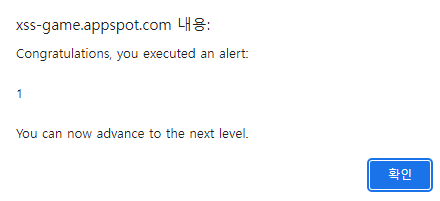 xss-game.appspot.com 내용:
Congratulations, you executed an alert:
1
You can now advance to the next level.
확인